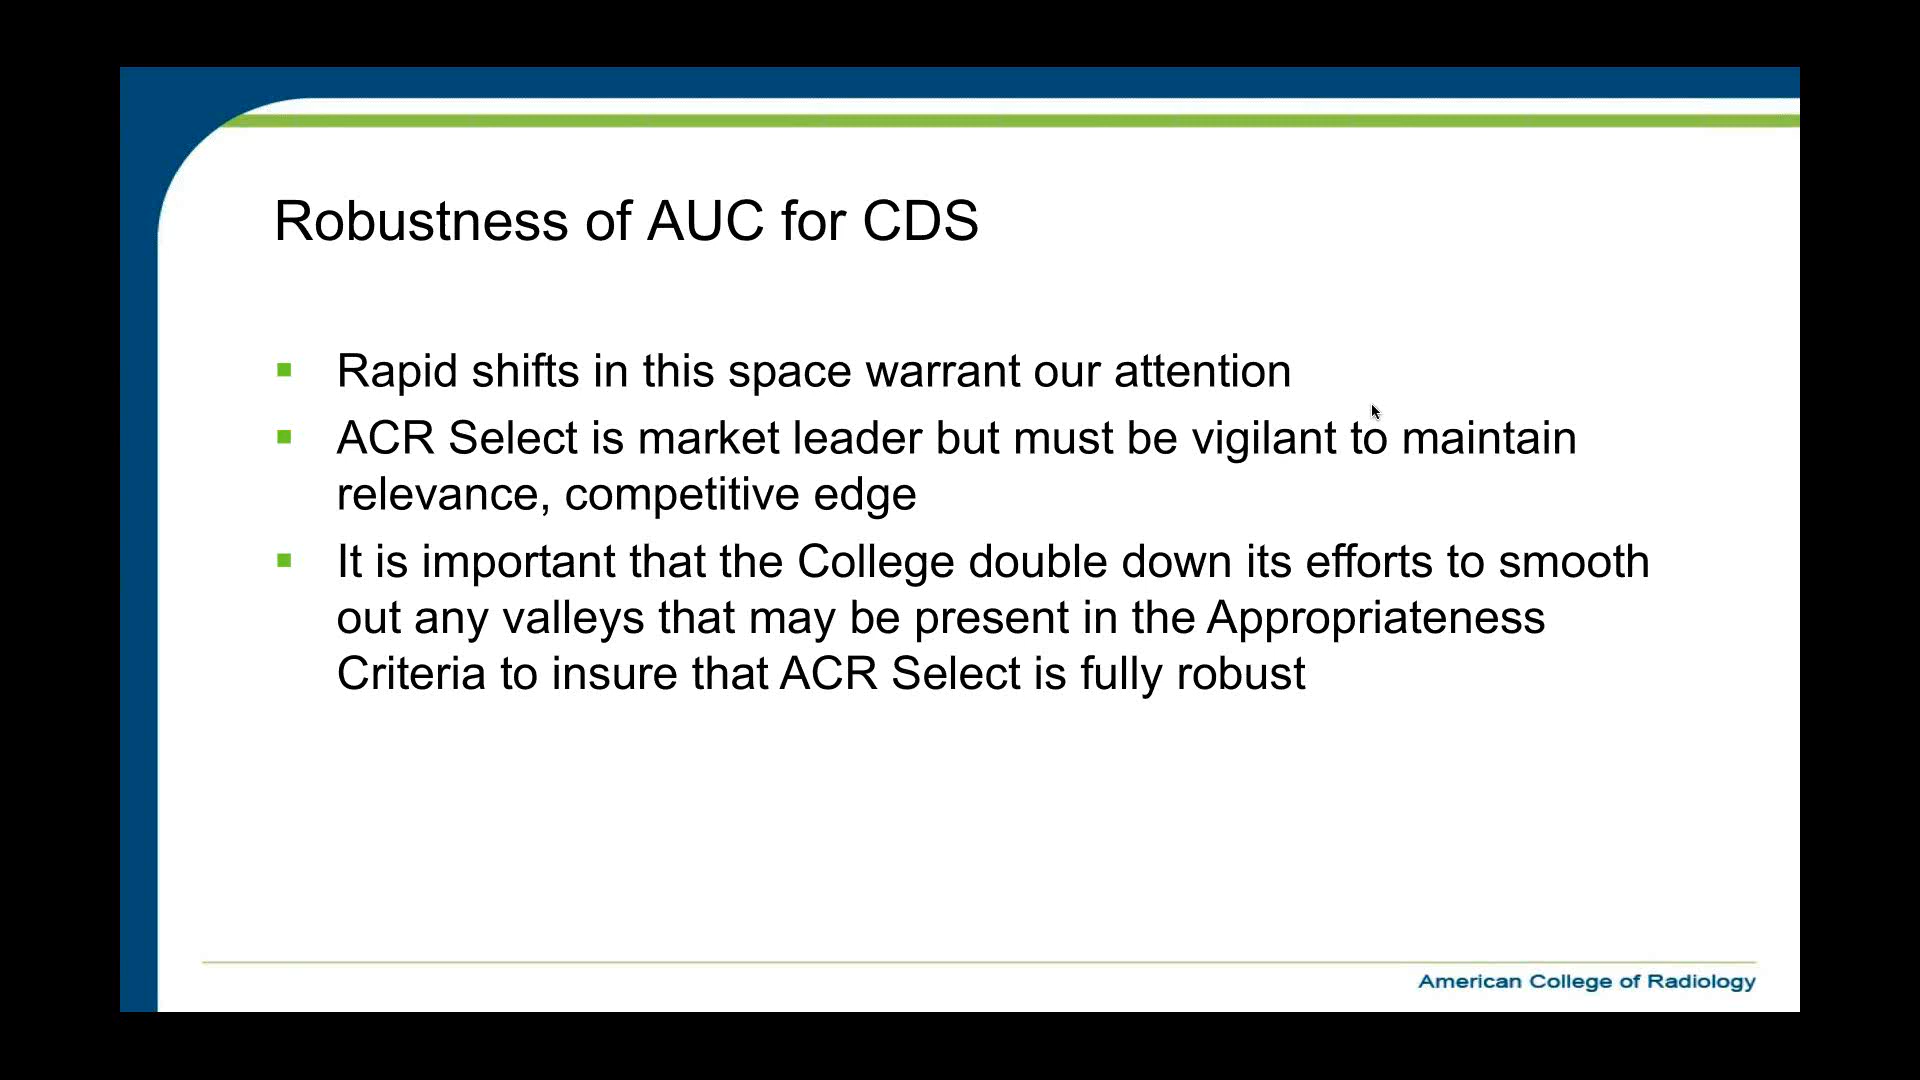 Robustness of AUC for CDS
Rapid shifts in this space warrant our attention
ACR Select is market leader but must be vigilant to maintain
relevance, competitive edge
It is important that the College double down its efforts to smooth
out any valleys that may be present in the Appropriateness
Criteria to insure that ACR Select is fully robust
American College of Radiology